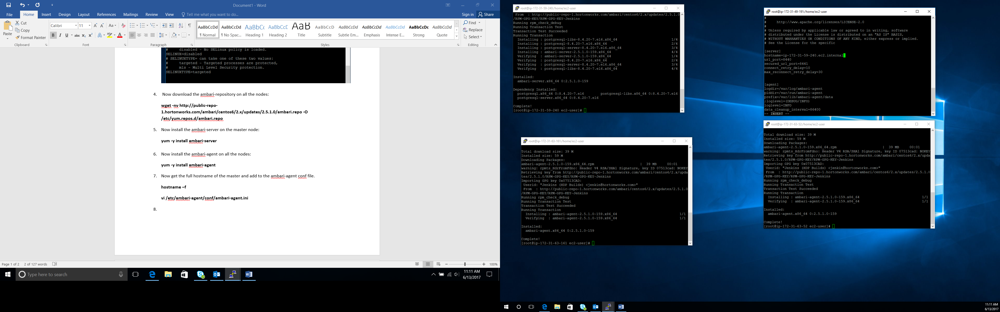 Document1 - Word
File Home Insert Design Layout References Mailings Review View Tell me what you want to do... Sign in Share
Paste
Cut
Copy
Format Painter
Clipboard
Calibri 11
Font
Paragraph
AaBbCcDd AaBbCcDd AaBbCc AaBbCcD AaB AaBbCcD AaBbCcDd AaBbCcDd AaBbCcDd AaBbCcDc AaBbCcDd
¶ Normal ¶ No Spac... Heading 1 Heading 2 Title Subtitle Subtle Em... Emphasis Intense E... Strong Quote
Styles
Find
Replace
Select
Editing
#     disabled - No SELinux policy is loaded.
SELINUX=disabled
# SELINUXTYPE= can take one of these two values:
#     targeted - Targeted processes are protected,
#     mls - Multi Level Security protection.
SELINUXTYPE=targeted
4. Now download the ambari-repository on all the nodes:
wget -nv http://public-repo-
1.hortonworks.com/ambari/centos6/2.x/updates/2.5.1.0/ambari.repo -O
/etc/yum.repos.d/ambari.repo
5. Now install the ambari-server on the master node:
yum -y install ambari-server
6. Now install the ambari-agent on all the nodes:
yum -y install ambari-agent
7. Now get the full hostname of the master and add to the ambari-agent conf file.
hostname –f
vi /etc/ambari-agent/conf/ambari-agent.ini
8.
Page 1 of 2 2 of 127 words 100%
Type here to search
11:11 AM
6/13/2017
root@ip-172-31-59-240:/home/ec2-user
From  : http://public-repo-1.hortonworks.com/ambari/centos6/2.x/updates/2.5.1.0
/RPM-GPG-KEY/RPM-GPG-KEY-Jenkins
Running rpm_check_debug
Running Transaction Test
Transaction Test Succeeded
Running Transaction
Installing : postgresql-libs-8.4.20-7.el6.x86_64 1/4
Installing : postgresql-8.4.20-7.el6.x86_64 2/4
Installing : postgresql-server-8.4.20-7.el6.x86_64 3/4
Installing : ambari-server-2.5.1.0-159.x86_64 4/4
Verifying  : ambari-server-2.5.1.0-159.x86_64 1/4
Verifying  : postgresql-8.4.20-7.el6.x86_64 2/4
Verifying  : postgresql-server-8.4.20-7.el6.x86_64 3/4
Verifying  : postgresql-libs-8.4.20-7.el6.x86_64 4/4
Installed:
ambari-server.x86_64 0:2.5.1.0-159
Dependency Installed:
postgresql.x86_64 0:8.4.20-7.el6 postgresql-libs.x86_64 0:8.4.20-7.el6
postgresql-server.x86_64 0:8.4.20-7.el6
Complete!
[root@ip-172-31-59-240 ec2-user]#
root@ip-172-31-49-191:/home/ec2-user
#
#     http://www.apache.org/licenses/LICENSE-2.0
#
# Unless required by applicable law or agreed to in writing, software
# distributed under the License is distributed on an "AS IS" BASIS,
# WITHOUT WARRANTIES OR CONDITIONS OF ANY KIND, either express or implied.
# See the License for the specific
[server]
hostname=ip-172-31-59-240.ec2.internal
url_port=8440
secured_url_port=8441
connect_retry_delay=10
max_reconnect_retry_delay=30
[agent]
logdir=/var/log/ambari-agent
piddir=/var/run/ambari-agent
prefix=/var/lib/ambari-agent/data
;loglevel=(DEBUG/INFO)
loglevel=INFO
data_cleanup_interval=86400
-- INSERT --
root@ip-172-31-63-161:/home/ec2-user
Total download size: 39 M
Installed size: 59 M
Downloading Packages:
ambari-agent-2.5.1.0-159.x86_64.rpm | 39 MB 00:01
warning: rpmts_HdrFromFdno: Header V4 RSA/SHA1 Signature, key ID 07513cad: NOKEY
Retrieving key from http://public-repo-1.hortonworks.com/ambari/centos6/2.x/upda
tes/2.5.1.0/RPM-GPG-KEY/RPM-GPG-KEY-Jenkins
Importing GPG key 0x07513CAD:
Userid: "Jenkins (HDP Builds) <jenkin@hortonworks.com>"
From  : http://public-repo-1.hortonworks.com/ambari/centos6/2.x/updates/2.5.1.0
/RPM-GPG-KEY/RPM-GPG-KEY-Jenkins
Running rpm_check_debug
Running Transaction Test
Transaction Test Succeeded
Running Transaction
Installing : ambari-agent-2.5.1.0-159.x86_64 1/1
Verifying  : ambari-agent-2.5.1.0-159.x86_64 1/1
Installed:
ambari-agent.x86_64 0:2.5.1.0-159
Complete!
[root@ip-172-31-63-161 ec2-user]#
root@ip-172-31-63-52:/home/ec2-user
Total download size: 39 M
Installed size: 59 M
Downloading Packages:
ambari-agent-2.5.1.0-159.x86_64.rpm | 39 MB 00:01
warning: rpmts_HdrFromFdno: Header V4 RSA/SHA1 Signature, key ID 07513cad: NOKEY
Retrieving key from http://public-repo-1.hortonworks.com/ambari/centos6/2.x/upda
tes/2.5.1.0/RPM-GPG-KEY/RPM-GPG-KEY-Jenkins
Importing GPG key 0x07513CAD:
Userid: "Jenkins (HDP Builds) <jenkin@hortonworks.com>"
From  : http://public-repo-1.hortonworks.com/ambari/centos6/2.x/updates/2.5.1.0
/RPM-GPG-KEY/RPM-GPG-KEY-Jenkins
Running rpm_check_debug
Running Transaction Test
Transaction Test Succeeded
Running Transaction
Installing : ambari-agent-2.5.1.0-159.x86_64 1/1
Verifying  : ambari-agent-2.5.1.0-159.x86_64 1/1
Installed:
ambari-agent.x86_64 0:2.5.1.0-159
Complete!
[root@ip-172-31-63-52 ec2-user]#
11:11 AM
6/13/2017